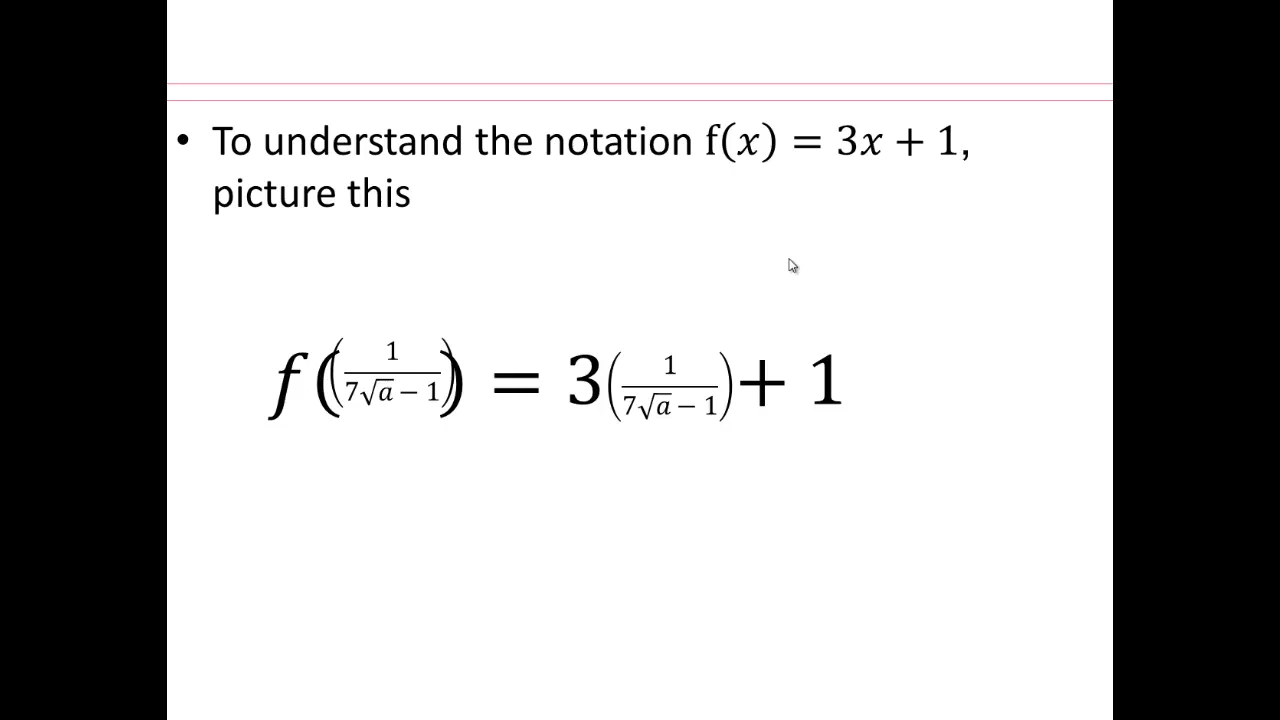 • To understand the notation f(x) = 3x + 1,
picture this
f((1/(7√a − 1))) = 3(1/(7√a − 1)) + 1